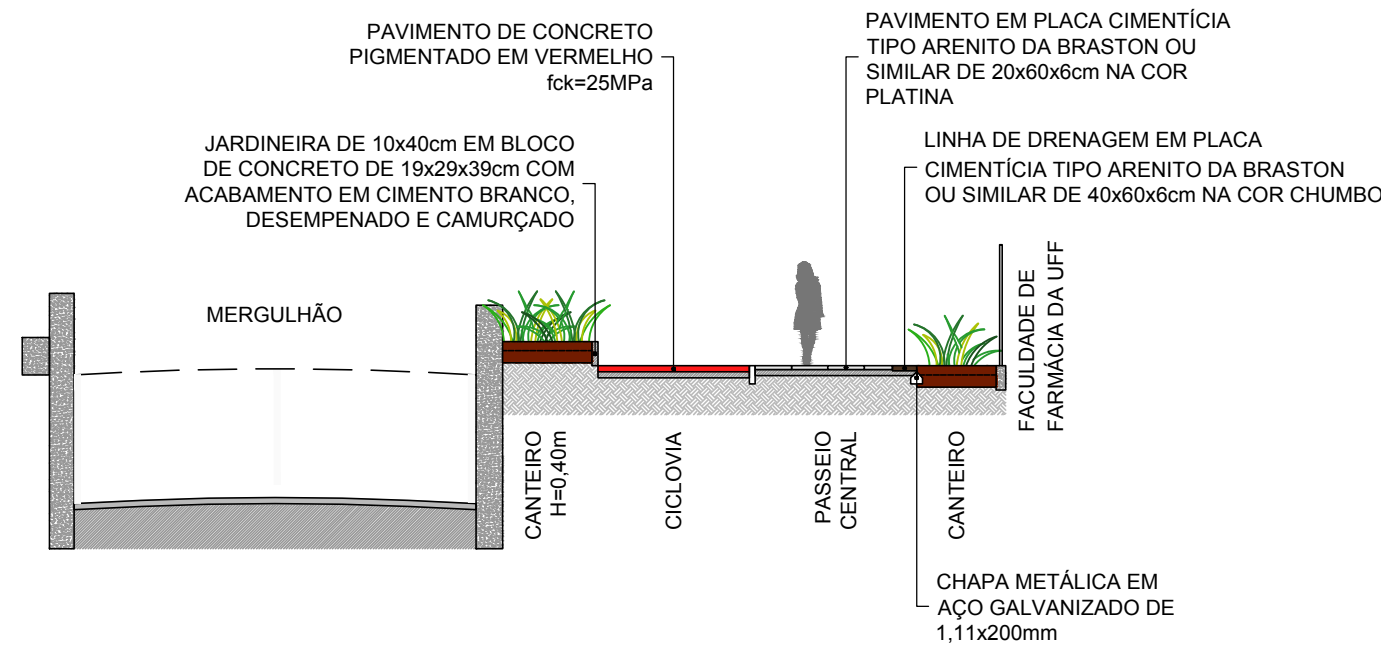 PAVIMENTO DE CONCRETO
PIGMENTADO EM VERMELHO
fck=25MPa
PAVIMENTO EM PLACA CIMENTÍCIA
TIPO ARENITO DA BRASTON OU
SIMILAR DE 20x60x6cm NA COR
PLATINA
JARDINEIRA DE 10x40cm EM BLOCO
DE CONCRETO DE 19x29x39cm COM
ACABAMENTO EM CIMENTO BRANCO,
DESEMPENADO E CAMURÇADO
LINHA DE DRENAGEM EM PLACA
CIMENTÍCIA TIPO ARENITO DA BRASTON
OU SIMILAR DE 40x60x6cm NA COR CHUMBO
MERGULHÃO
FACULDADE DE
FARMÁCIA DA UFF
CANTEIRO
H=0,40m
CICLOVIA
PASSEIO
CENTRAL
CANTEIRO
CHAPA METÁLICA EM
AÇO GALVANIZADO DE
1,11x200mm